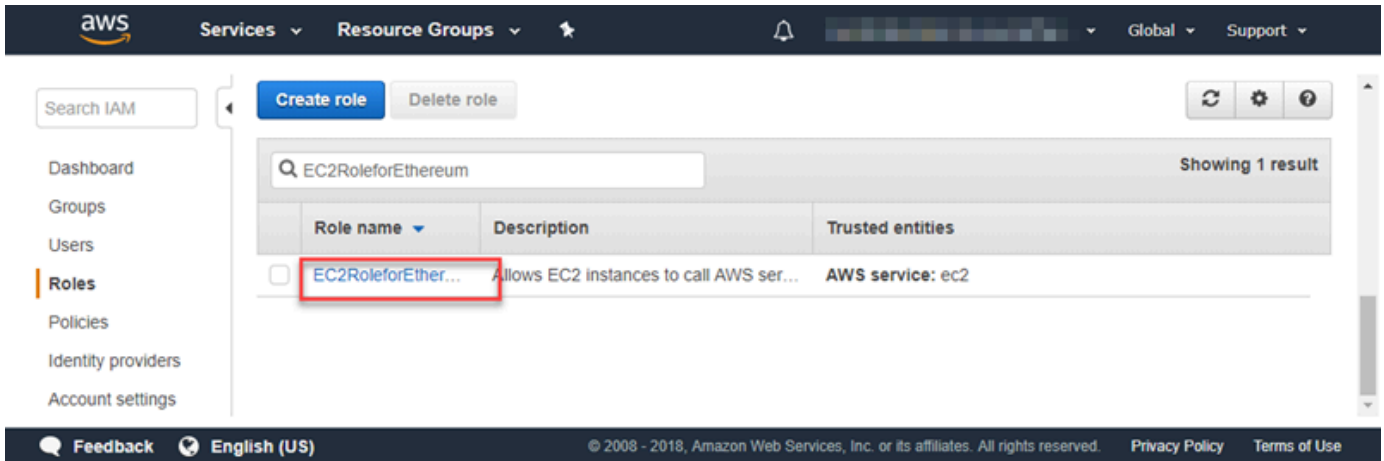 aws Services Resource Groups Global Support
Search IAM
Create role Delete role
Dashboard
Groups
Users
Roles
Policies
Identity providers
Account settings
EC2RoleforEthereum Showing 1 result
Role name Description Trusted entities
EC2RoleforEther... Allows EC2 instances to call AWS ser... AWS service: ec2
Feedback English (US) © 2008 - 2018, Amazon Web Services, Inc. or its affiliates. All rights reserved. Privacy Policy Terms of Use